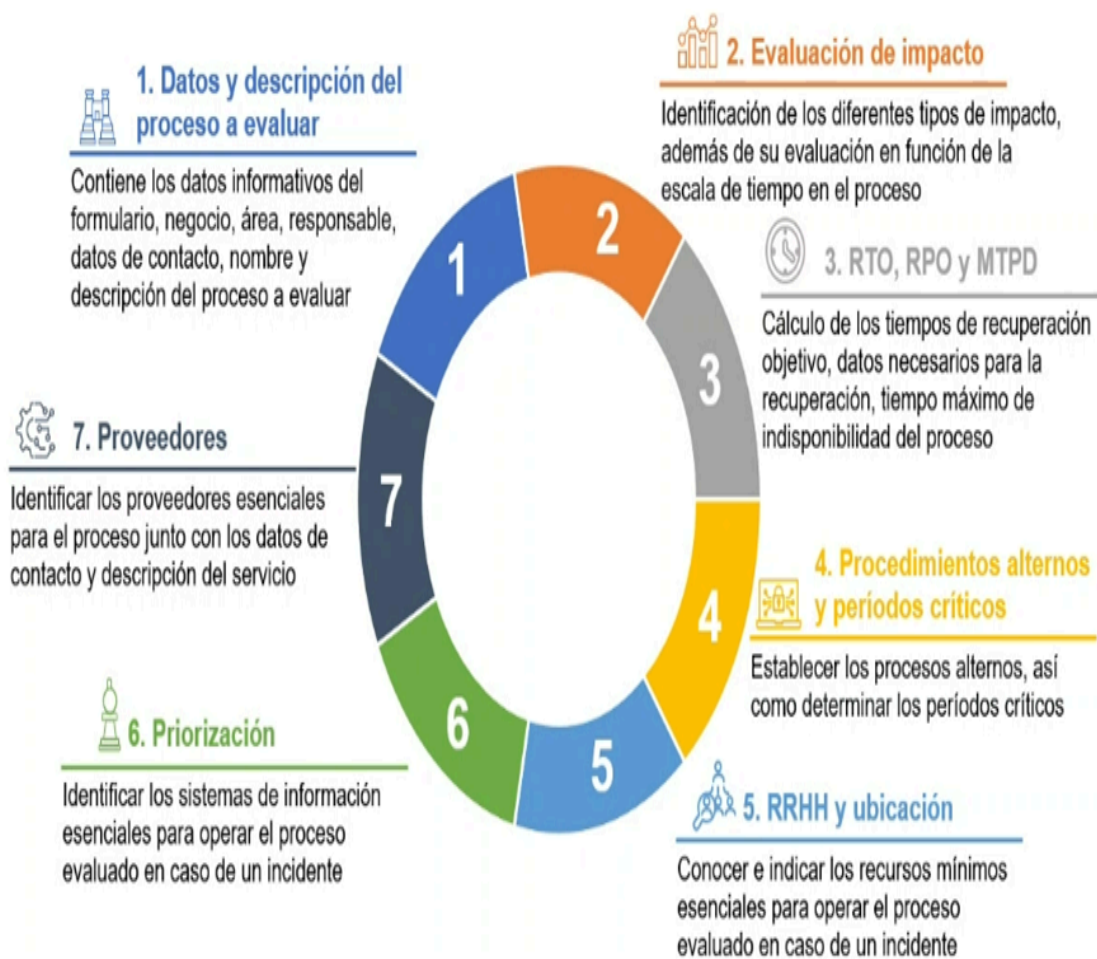 1. Datos y descripción del
proceso a evaluar
Contiene los datos informativos del
formulario, negocio, área, responsable,
datos de contacto, nombre y
descripción del proceso a evaluar
2. Evaluación de impacto
Identificación de los diferentes tipos de impacto,
además de su evaluación en función de la
escala de tiempo en el proceso
3. RTO, RPO y MTPD
Cálculo de los tiempos de recuperación
objetivo, datos necesarios para la
recuperación, tiempo máximo de
indisponibilidad del proceso
4. Procedimientos alternos
y períodos críticos
Establecer los procesos alternos, así
como determinar los períodos críticos
5. RRHH y ubicación
Conocer e indicar los recursos mínimos
esenciales para operar el proceso
evaluado en caso de un incidente
6. Priorización
Identificar los sistemas de información
esenciales para operar el proceso
evaluado en caso de un incidente
7. Proveedores
Identificar los proveedores esenciales
para el proceso junto con los datos de
contacto y descripción del servicio
1
2
3
4
5
6
7